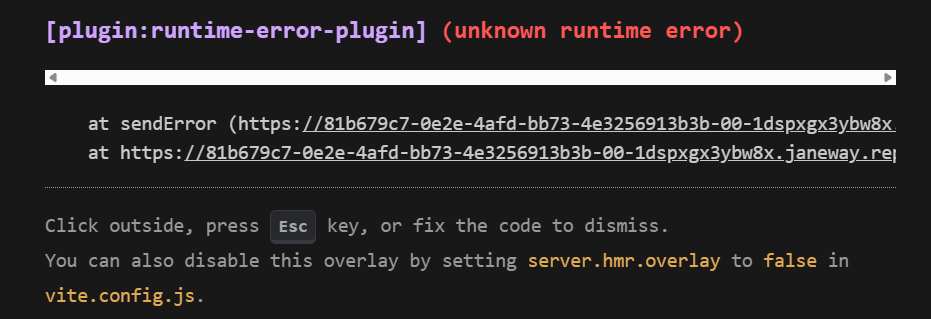 [plugin:runtime-error-plugin] (unknown runtime error)
at sendError (https://81b679c7-0e2e-4afd-bb73-4e3256913b3b-00-1dspxgx3ybw8x.
at https://81b679c7-0e2e-4afd-bb73-4e3256913b3b-00-1dspxgx3ybw8x.janeway.rep
Click outside, press Esc key, or fix the code to dismiss.
You can also disable this overlay by setting server.hmr.overlay to false in
vite.config.js.